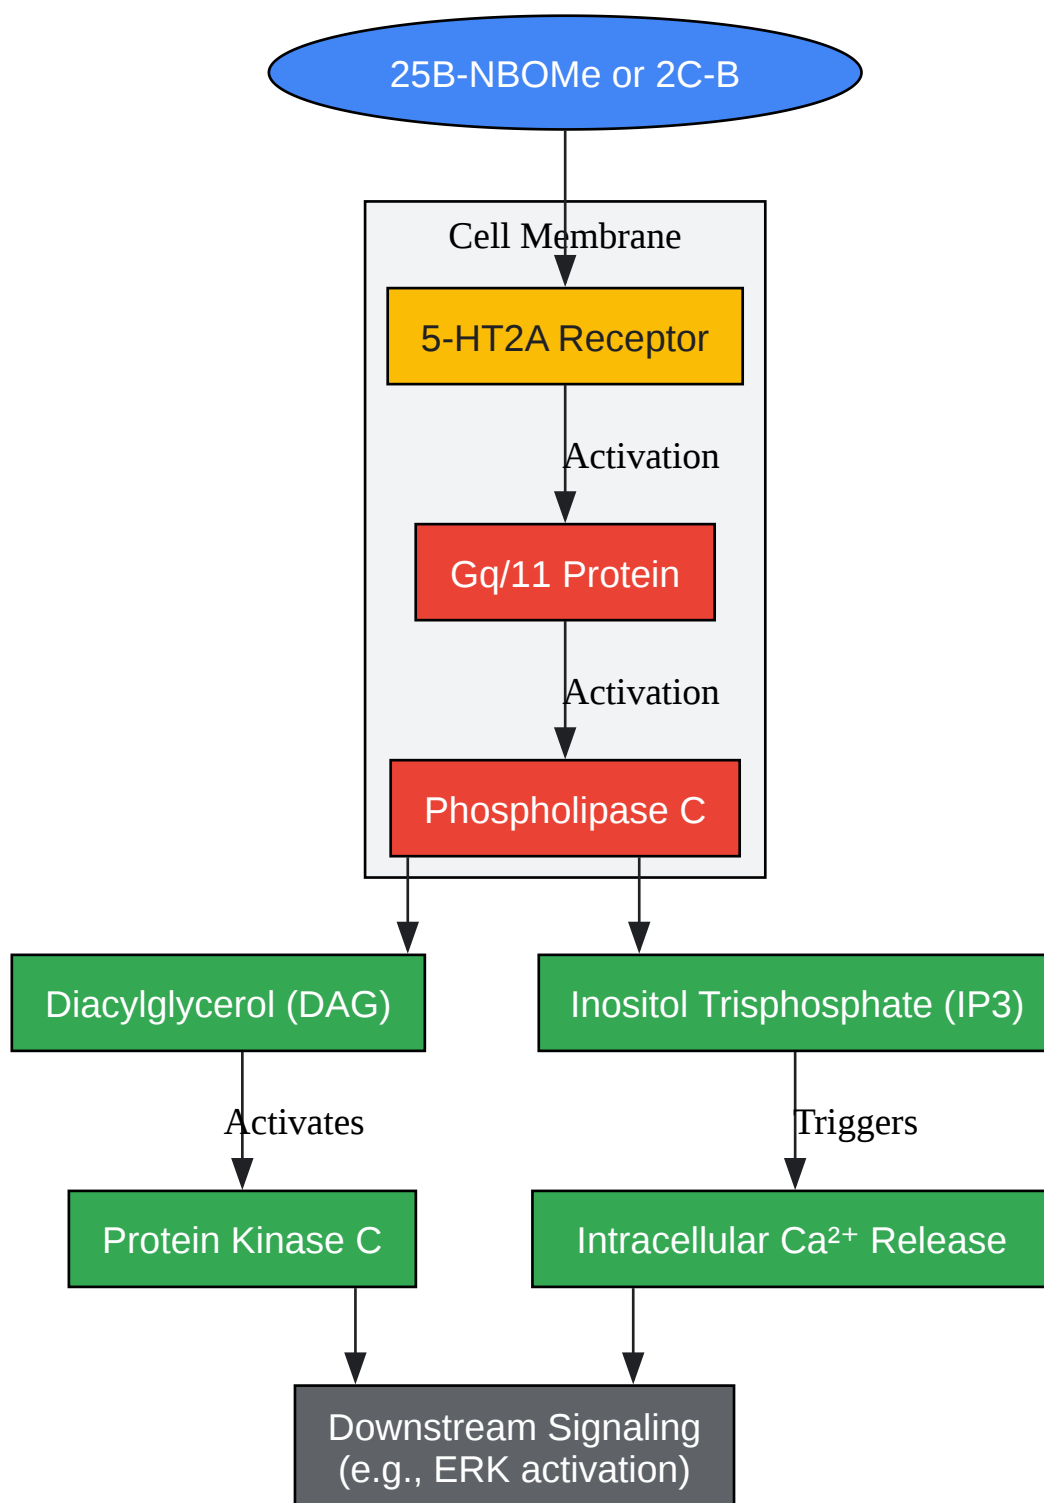 25B-NBOMe or 2C-B
Cell Membrane
5-HT2A Receptor
Activation
Gq/11 Protein
Activation
Phospholipase C
Diacylglycerol (DAG)
Inositol Trisphosphate (IP3)
Activates
Triggers
Protein Kinase C
Intracellular Ca²⁺ Release
Downstream Signaling
(e.g., ERK activation)